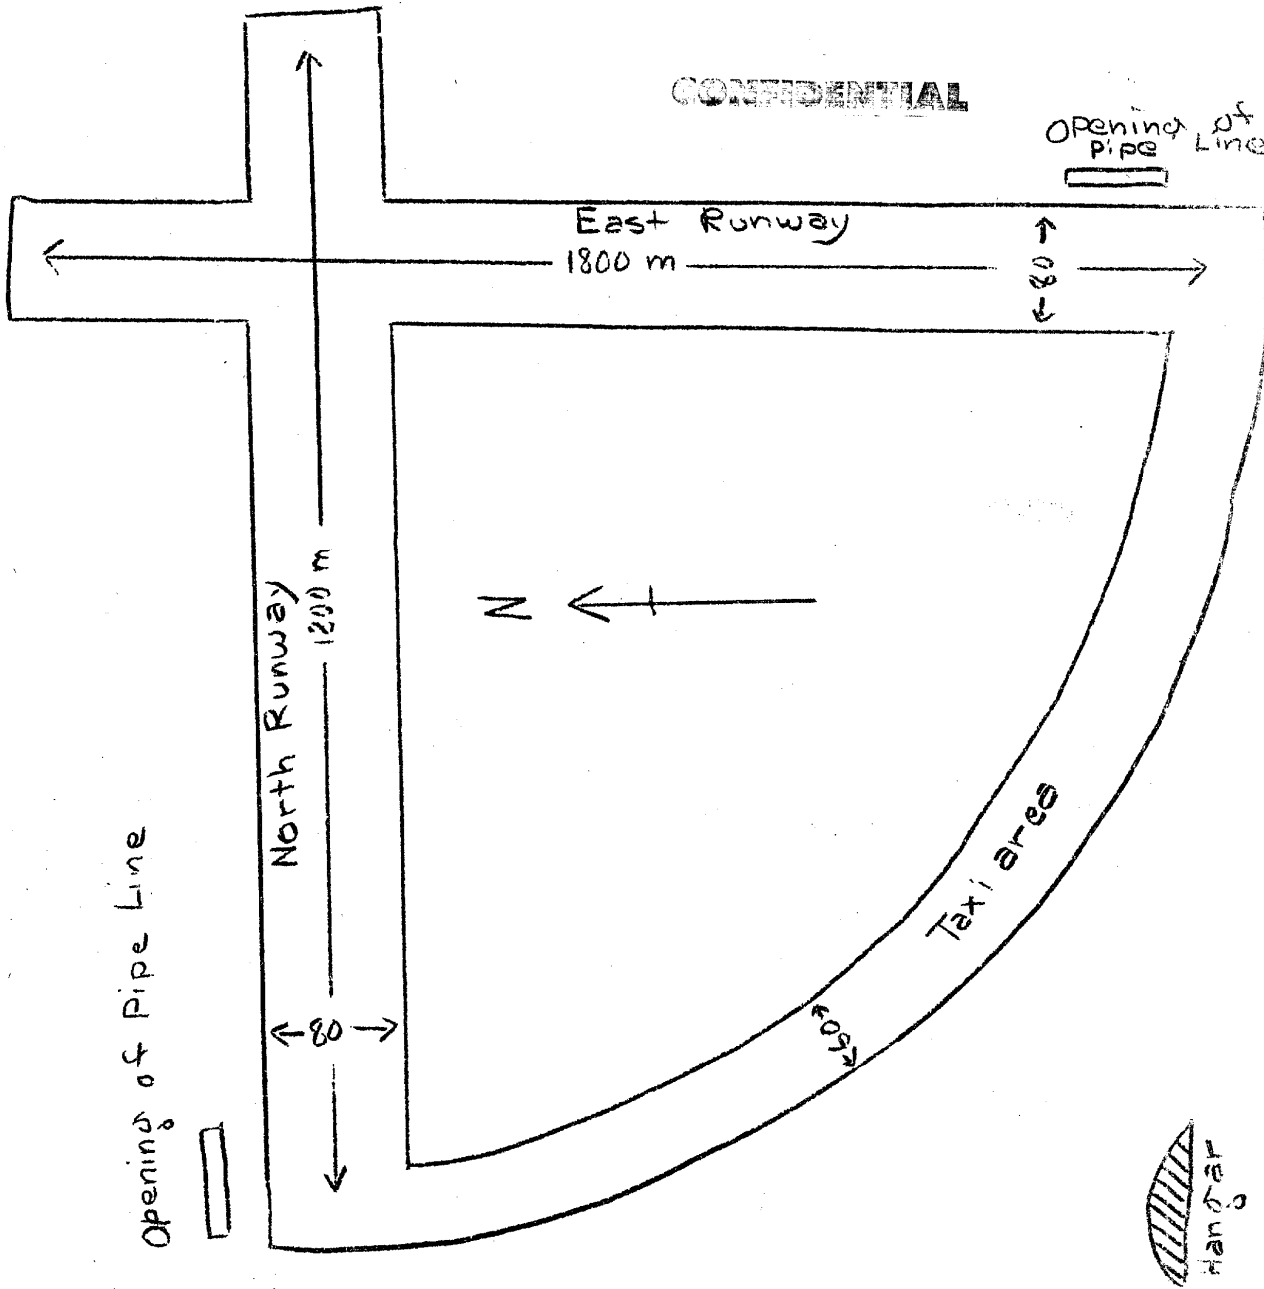 CONFIDENTIAL
Opening of
Pipe Line
East Runway
1800 m
80
North Runway
m
N
Taxi area
60
80
Opening of Pipe Line
Hangar